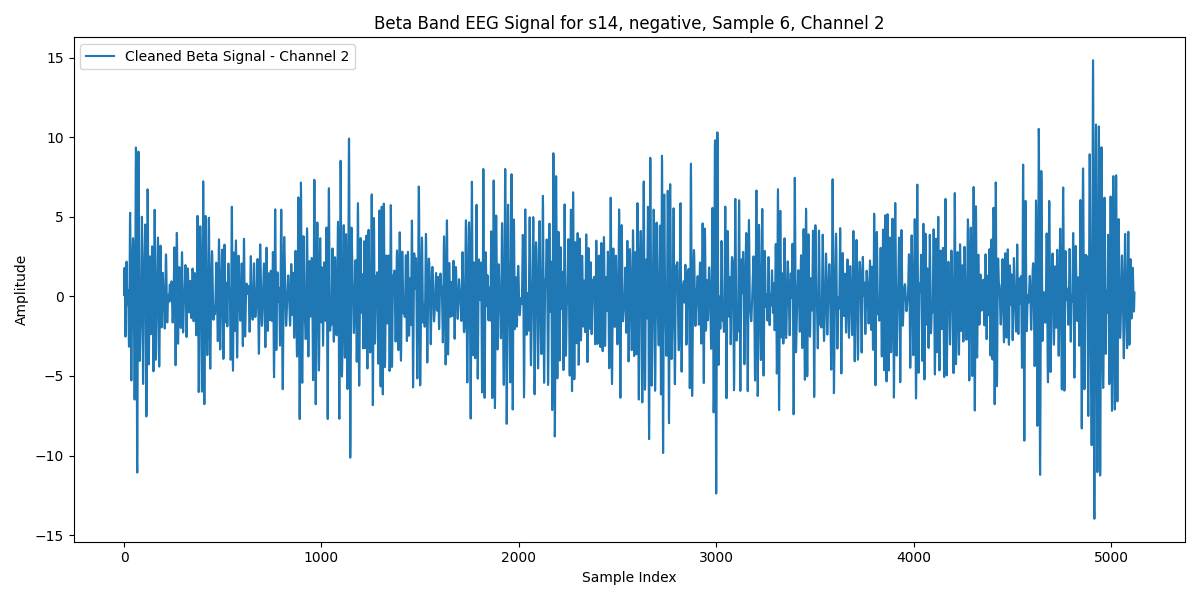 Beta Band EEG Signal for s14, negative, Sample 6, Channel 2
Cleaned Beta Signal - Channel 2
15
10
5
0
−5
−10
−15
Amplitude
0 1000 2000 3000 4000 5000
Sample Index